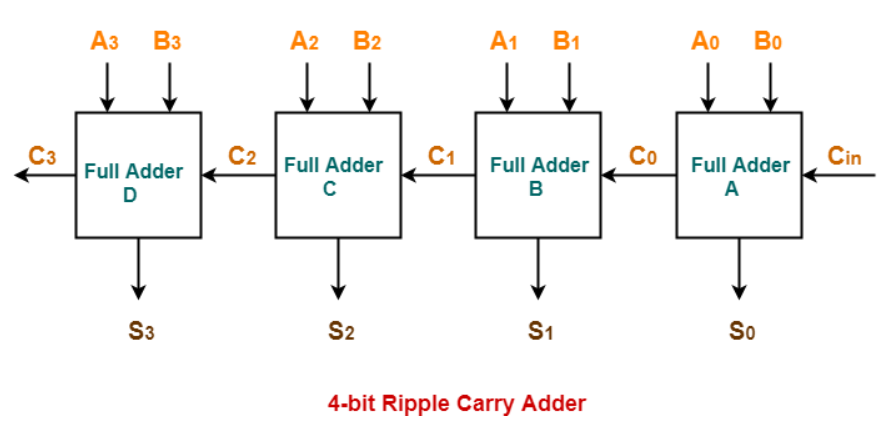 A3 B3 A2 B2 A1 B1 A0 B0
C3 Full Adder D C2 Full Adder C C1 Full Adder B C0 Full Adder A Cin
S3 S2 S1 S0
4-bit Ripple Carry Adder